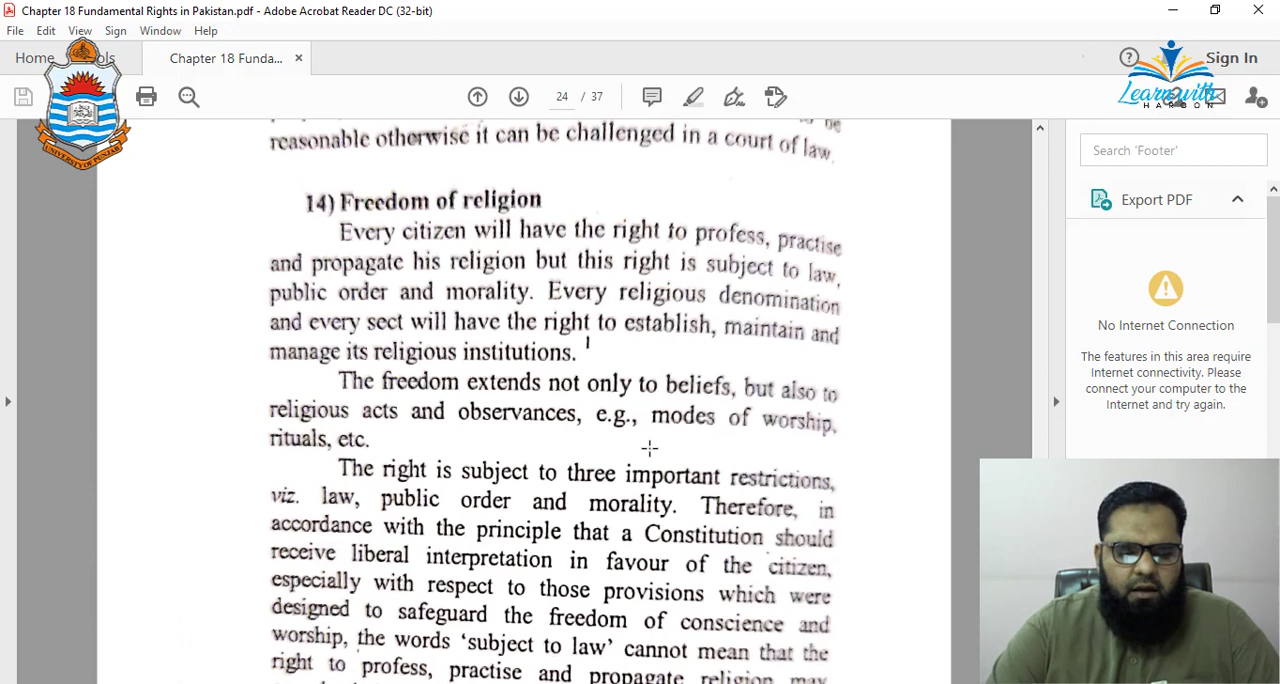 Chapter 18 Fundamental Rights in Pakistan.pdf - Adobe Acrobat Reader DC (32-bit)
File Edit View Sign Window Help
Home Chapter 18 Funda... × Sign In
24 / 37
Learn with
HAROON
UNIVERSITY OF PUNJAB
be
reasonable otherwise it can be challenged in a court of law.
14) Freedom of religion
Every citizen will have the right to profess, practise
and propagate his religion but this right is subject to law,
public order and morality. Every religious denomination
and every sect will have the right to establish, maintain and
manage its religious institutions.
The freedom extends not only to beliefs, but also to
religious acts and observances, e.g., modes of worship,
rituals, etc.
The right is subject to three important restrictions,
viz. law, public order and morality. Therefore, in
accordance with the principle that a Constitution should
receive liberal interpretation in favour of the citizen,
especially with respect to those provisions which were
designed to safeguard the freedom of conscience and
worship, the words ‘subject to law’ cannot mean that the
right to profess, practise and propagate religion may
Search 'Footer'
Export PDF
No Internet Connection
The features in this area require
Internet connectivity. Please
connect your computer to the
Internet and try again.